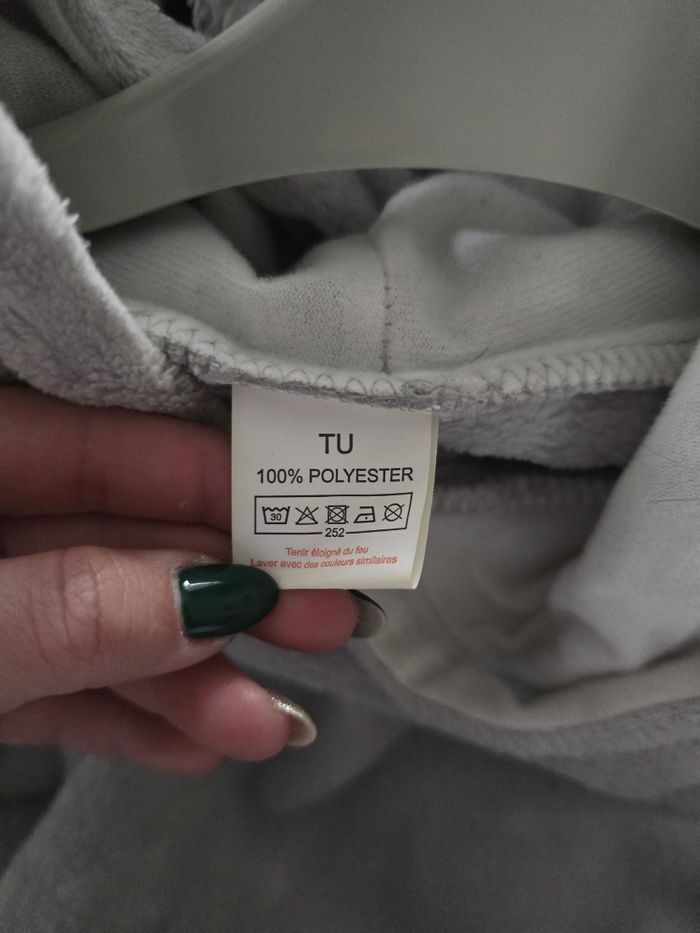 TU
100% POLYESTER
30
252
Tenir éloigné du feu
Laver avec des couleurs similaires